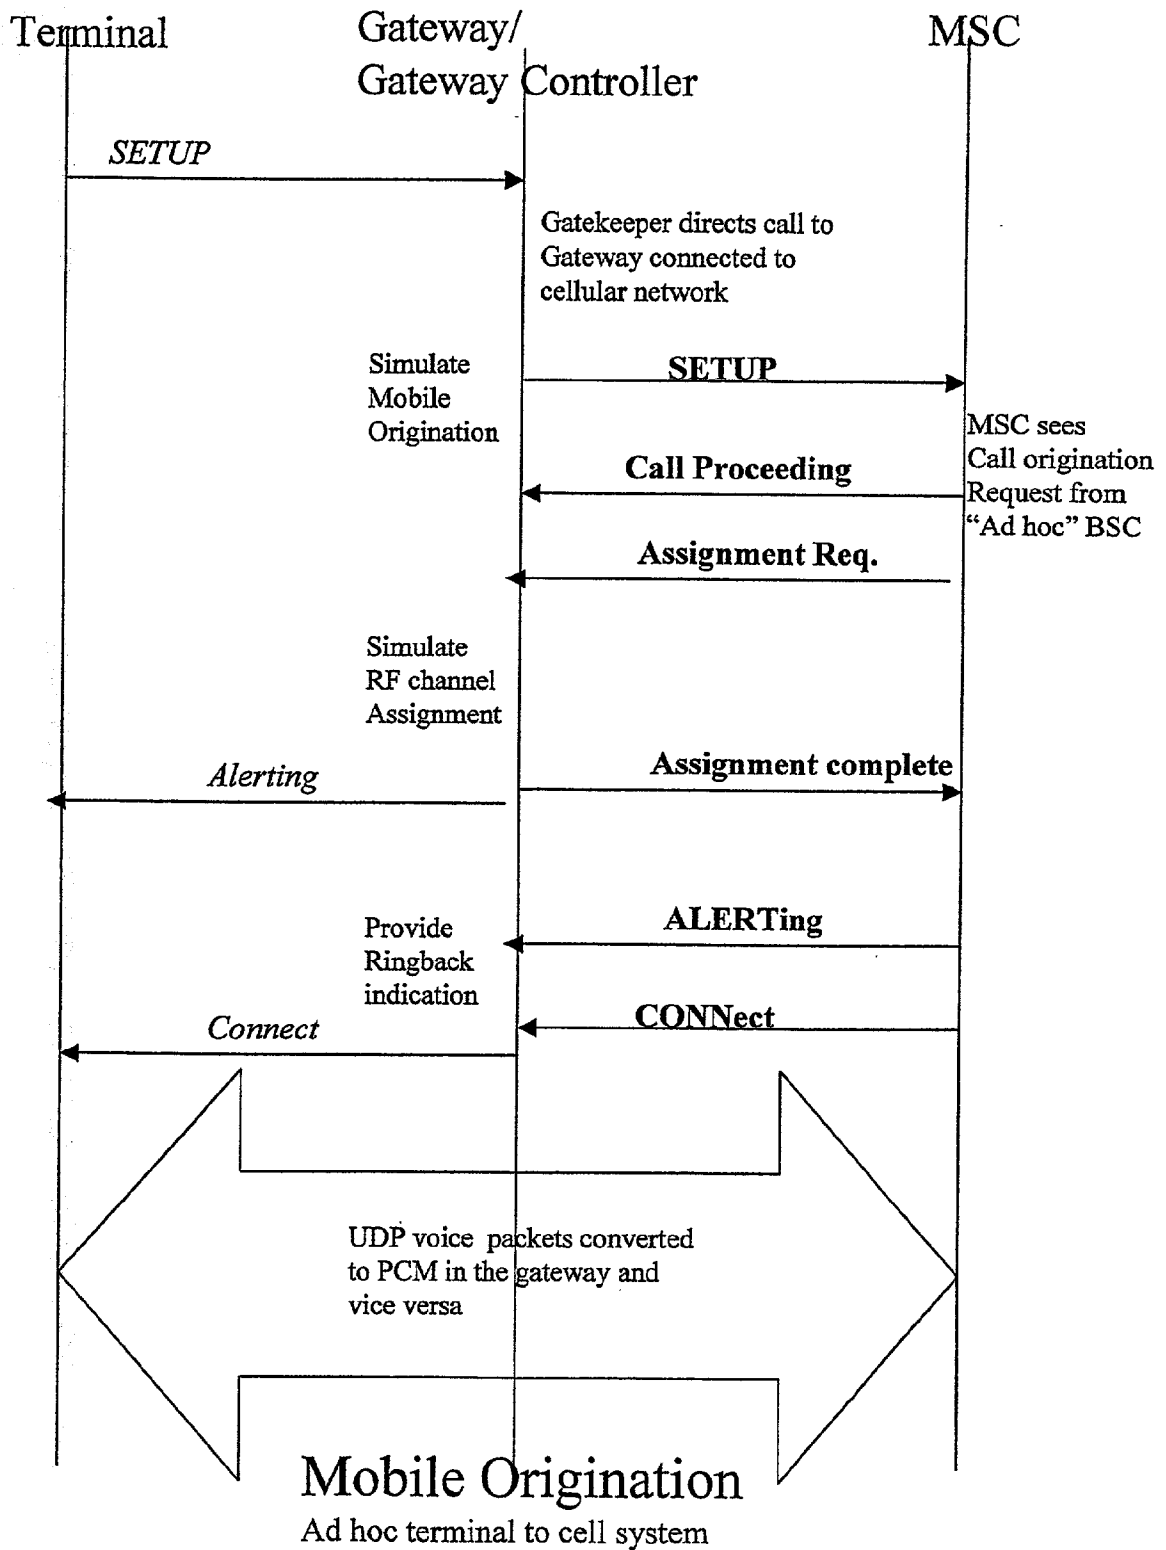 Terminal
Gateway/
Gateway Controller
MSC
SETUP
Gatekeeper directs call to
Gateway connected to
cellular network
Simulate
Mobile
Origination
SETUP
MSC sees
Call origination
Request from
“Ad hoc” BSC
Call Proceeding
Assignment Req.
Simulate
RF channel
Assignment
Assignment complete
Alerting
ALERTing
Provide
Ringback
indication
CONNect
Connect
UDP voice packets converted
to PCM in the gateway and
vice versa
Mobile Origination
Ad hoc terminal to cell system